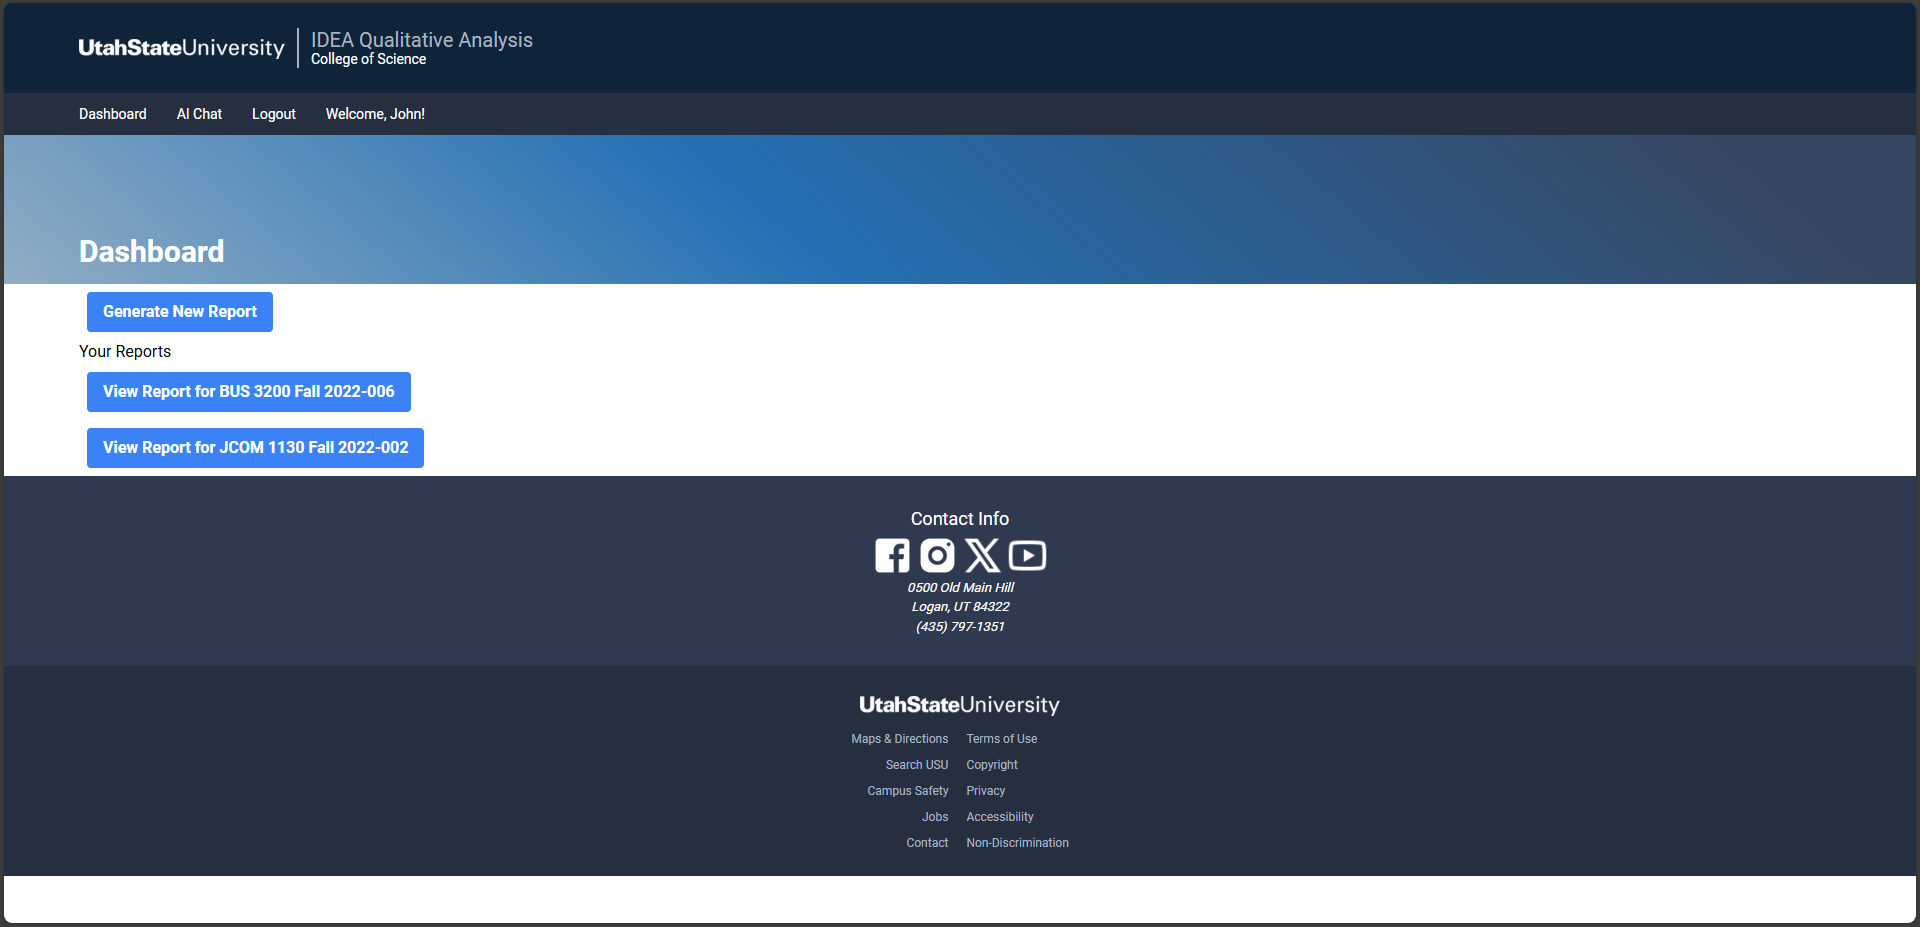 UtahStateUniversity
IDEA Qualitative Analysis
College of Science
Dashboard AI Chat Logout Welcome, John!
Dashboard
Generate New Report
Your Reports
View Report for BUS 3200 Fall 2022-006
View Report for JCOM 1130 Fall 2022-002
Contact Info
0500 Old Main Hill
Logan, UT 84322
(435) 797-1351
UtahStateUniversity
Maps & Directions Terms of Use
Search USU Copyright
Campus Safety Privacy
Jobs Accessibility
Contact Non-Discrimination